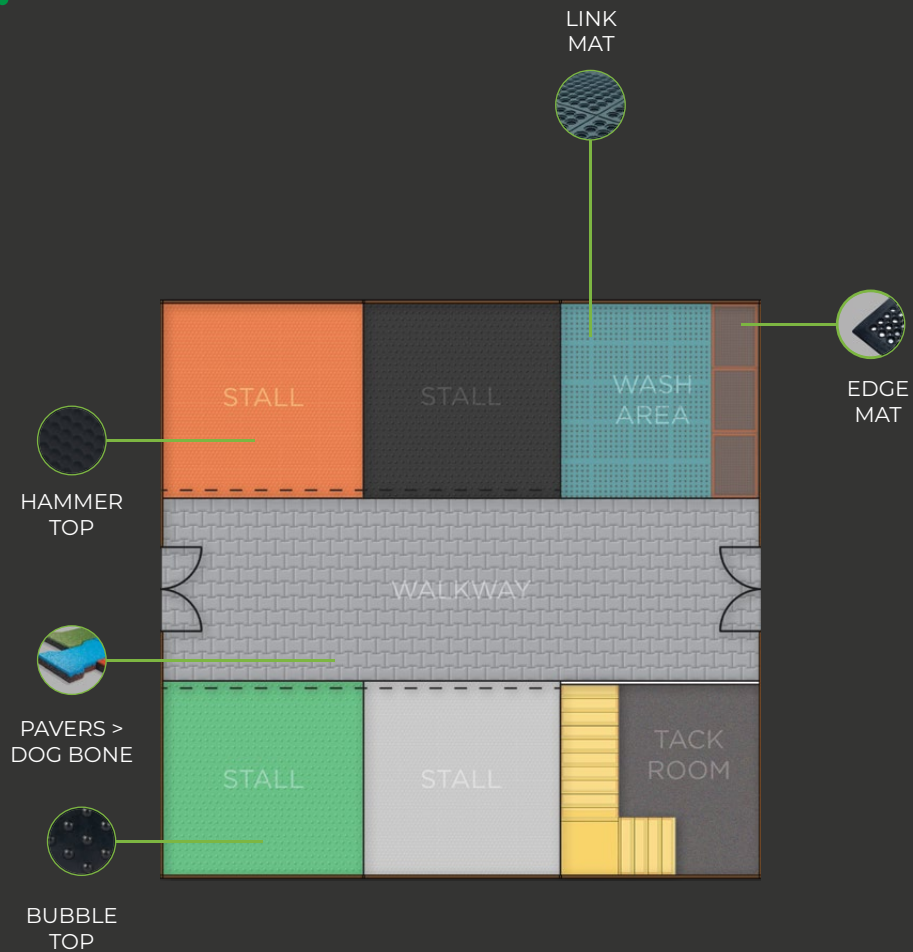 LINK
MAT
EDGE
MAT
STALL
STALL
WASH
AREA
HAMMER
TOP
WALKWAY
PAVERS >
DOG BONE
STALL
STALL
TACK
ROOM
BUBBLE
TOP